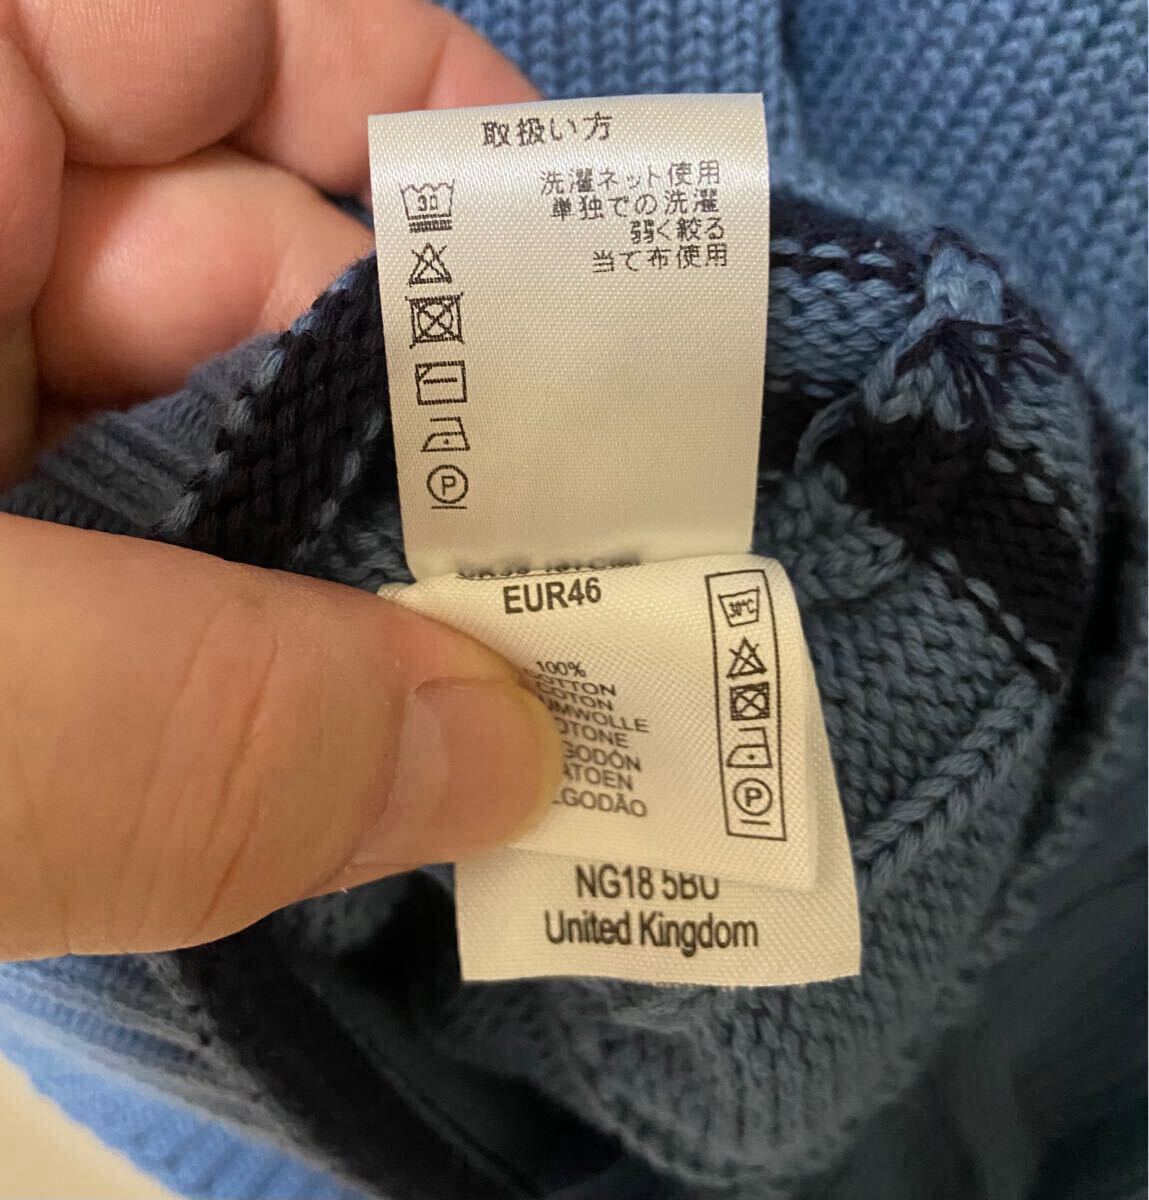 取扱い方
洗濯ネット使用
単独での洗濯
弱く絞る
当て布使用
30
P
EUR46
30°C
100%
COTTON
COTON
P
NG18 5BU
United Kingdom